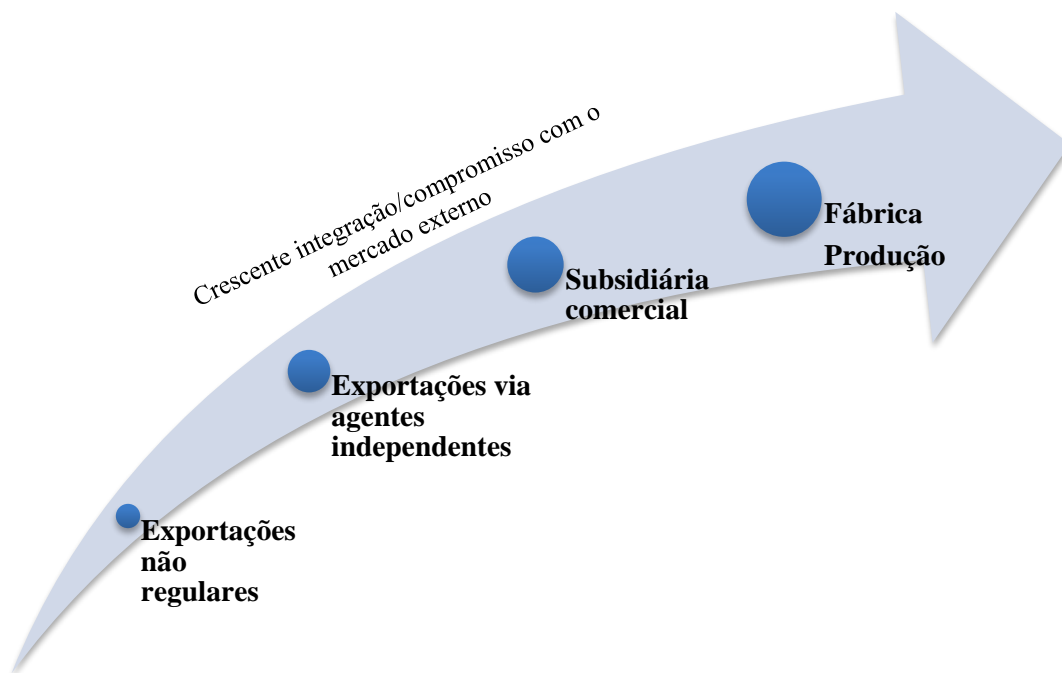 Crescente integração/compromisso com o
mercado externo
Fábrica
Produção
Subsidiária
comercial
Exportações via
agentes
independentes
Exportações
não
regulares